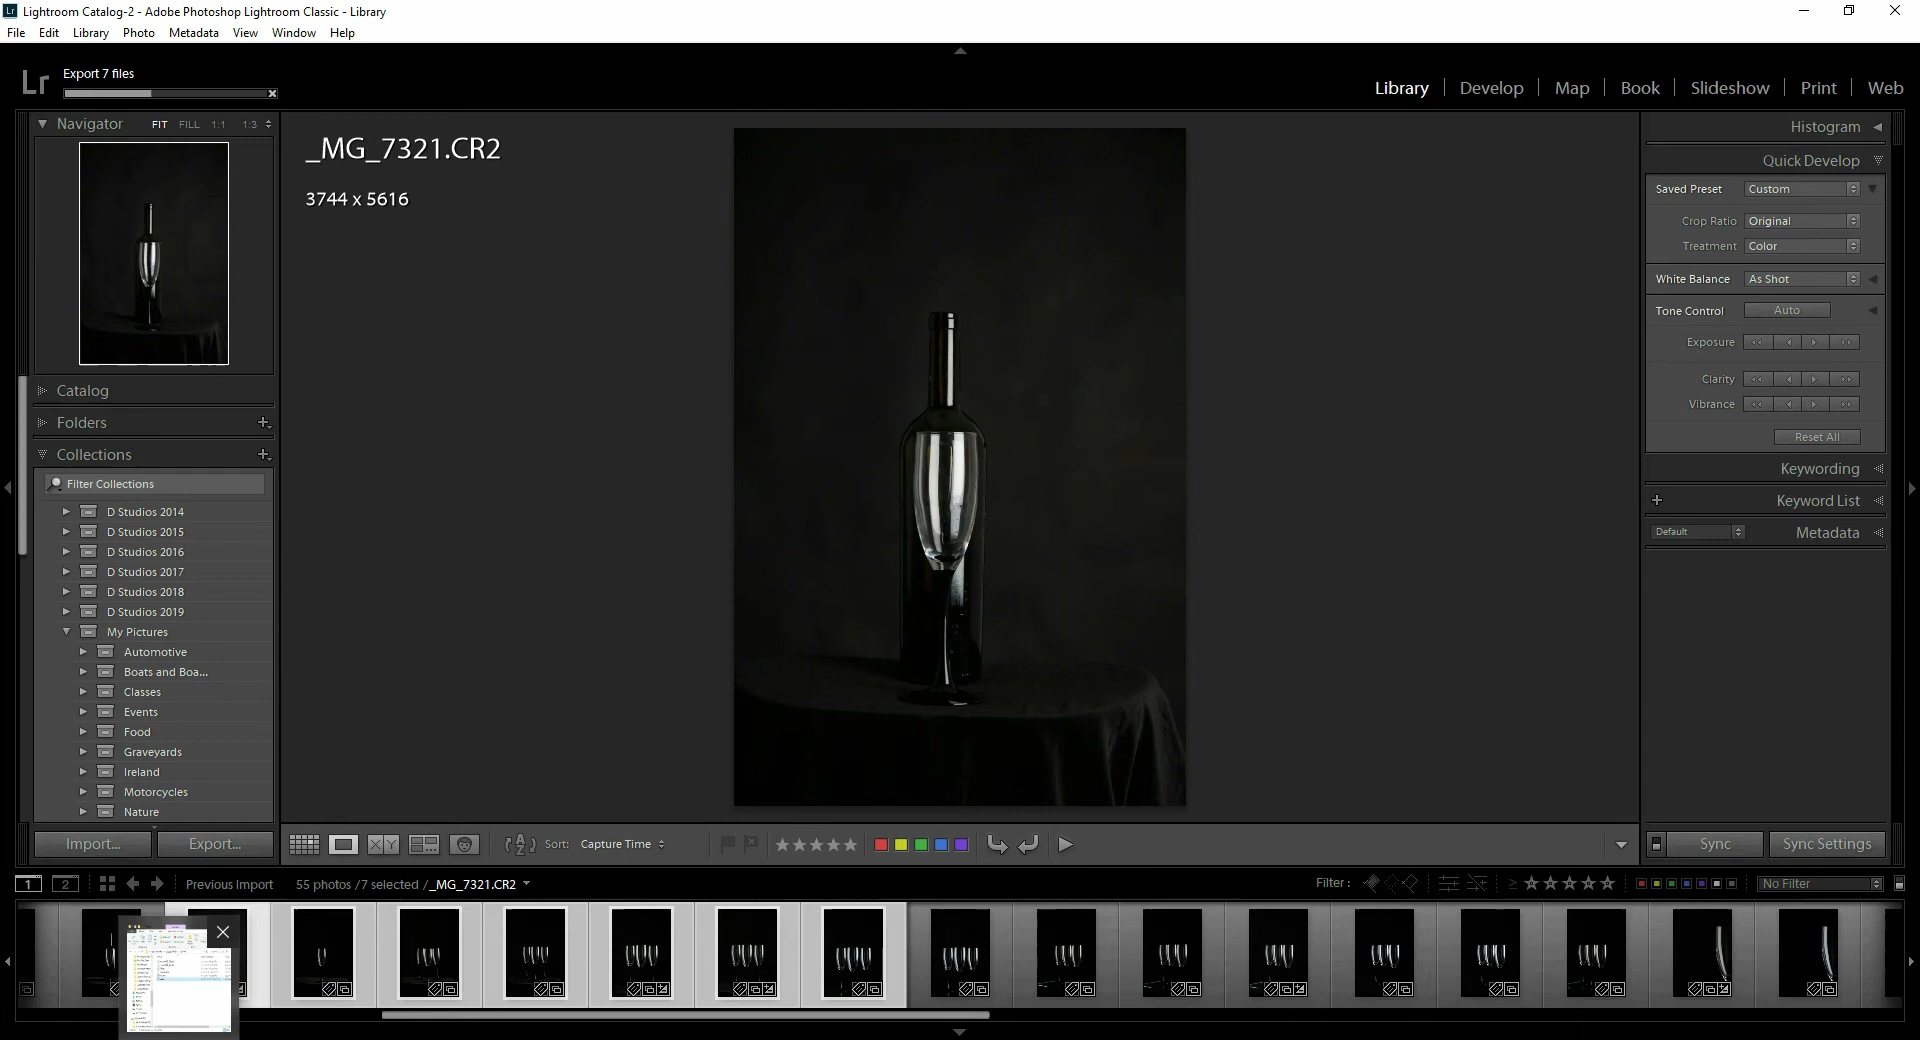 Lightroom Catalog-2 - Adobe Photoshop Lightroom Classic - Library
File Edit Library Photo Metadata View Window Help
Lr
Export 7 files
Library Develop Map Book Slideshow Print Web
Navigator FIT FILL 1:1 1:3
_MG_7321.CR2
3744 x 5616
Catalog
Folders
Collections
Filter Collections
D Studios 2014
D Studios 2015
D Studios 2016
D Studios 2017
D Studios 2018
D Studios 2019
My Pictures
Automotive
Boats and Boa...
Classes
Events
Food
Graveyards
Ireland
Motorcycles
Nature
Import... Export...
Histogram
Quick Develop
Saved Preset Custom
Crop Ratio Original
Treatment Color
White Balance As Shot
Tone Control Auto
Exposure
Clarity
Vibrance
Reset All
Keywording
Keyword List
Default Metadata
XY
Sort: Capture Time
Sync Sync Settings
1 2 Previous Import 55 photos /7 selected /_MG_7321.CR2
Filter : No Filter